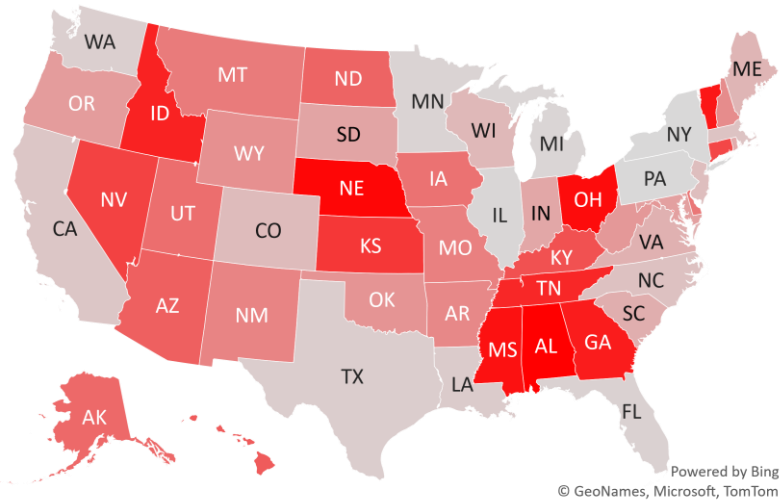 WA
MT
ND
MN
ME
OR
ID
SD
WI
MI
NY
WY
NE
IA
PA
NV
UT
CO
IL
IN
OH
CA
KS
MO
KY
VA
AZ
NM
OK
AR
TN
NC
SC
MS
AL
GA
TX
LA
FL
AK
Powered by Bing
© GeoNames, Microsoft, TomTom